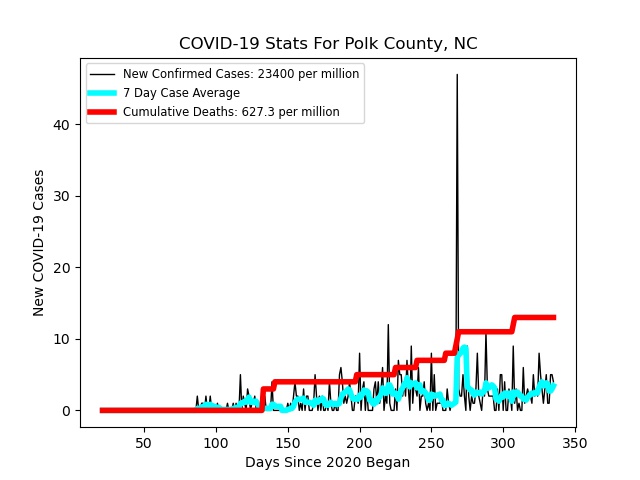 COVID-19 Stats For Polk County, NC
New Confirmed Cases: 23400 per million
7 Day Case Average
Cumulative Deaths: 627.3 per million
New COVID-19 Cases
40
30
20
10
0
50 100 150 200 250 300 350
Days Since 2020 Began